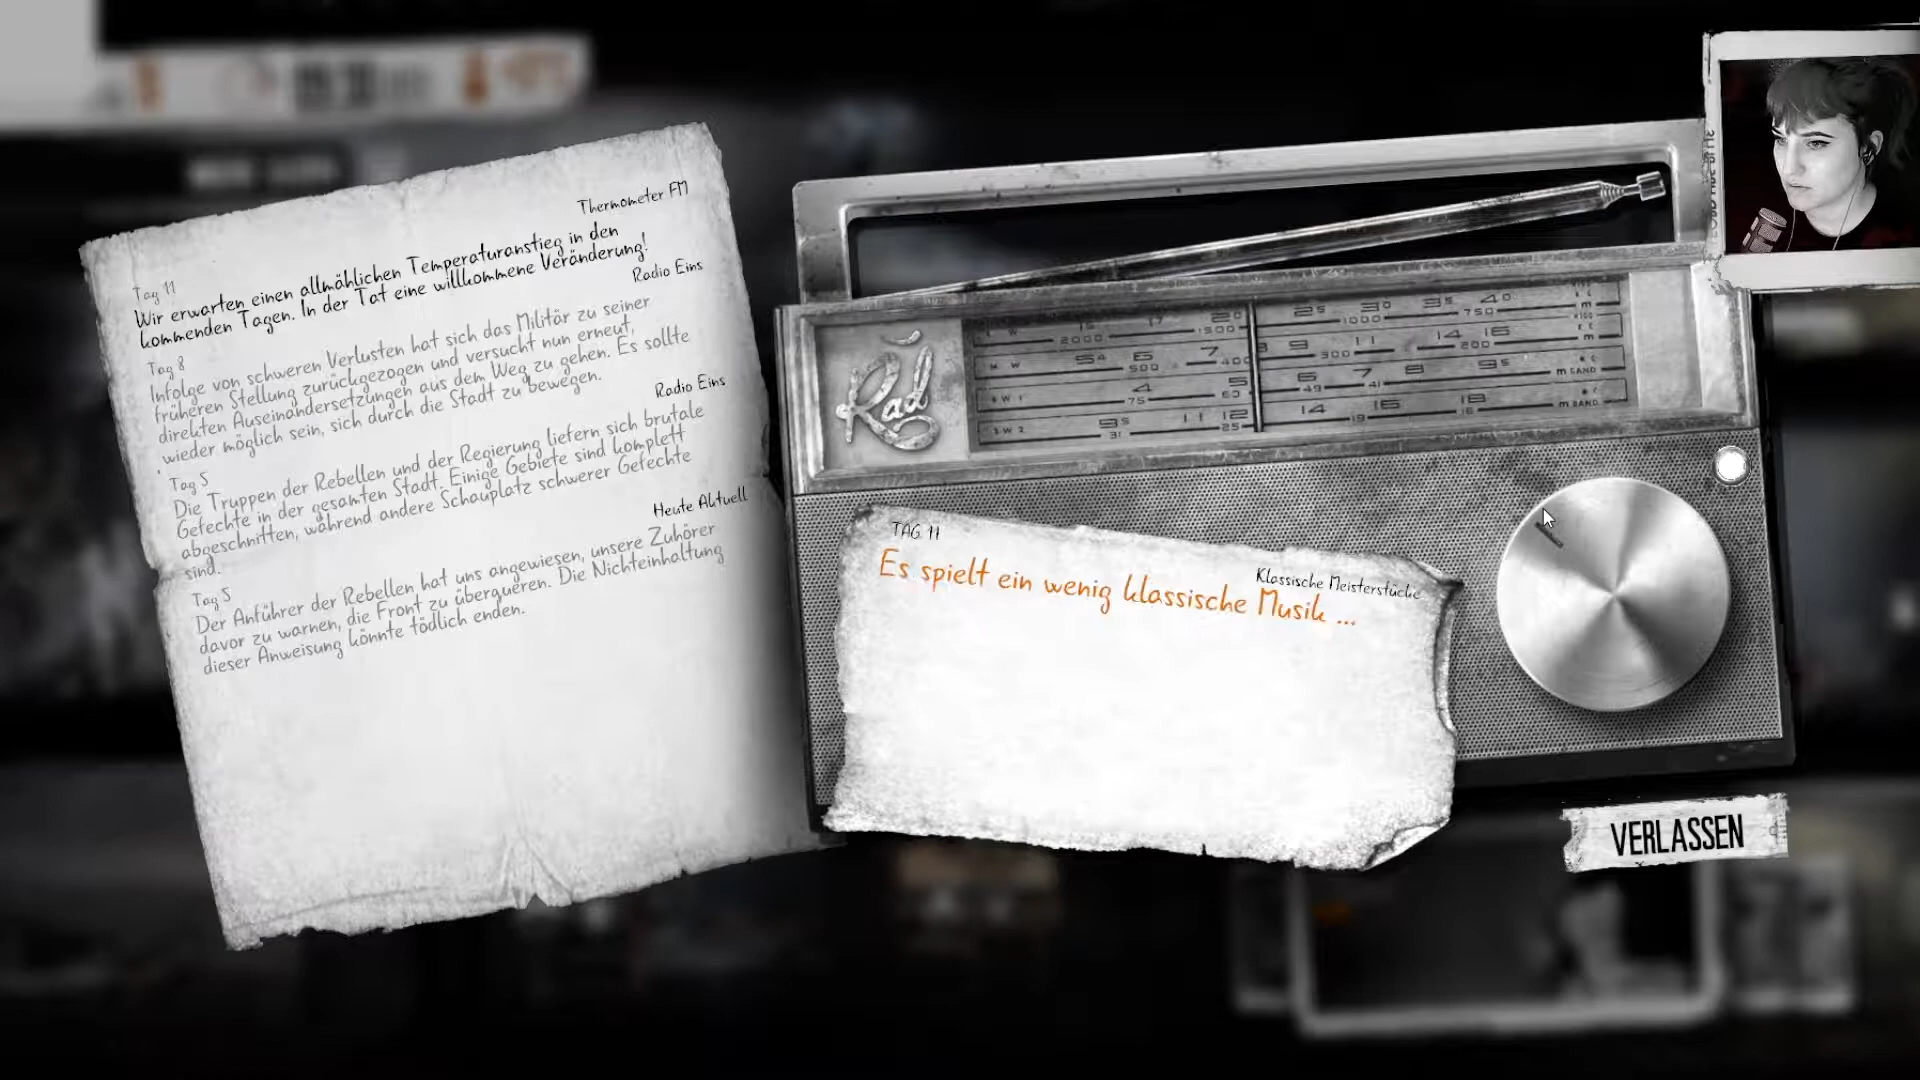 Thermometer FM
Tag 11
Wir erwarten einen allmählichen Temperaturanstieg in den
kommenden Tagen. In der Tat eine willkommene Veränderung!
Radio Eins
Tag 8
Infolge von schweren Verlusten hat sich das Militär zu seiner
früheren Stellung zurückgezogen und versucht nun erneut,
direkten Auseinandersetzungen aus dem Weg zu gehen. Es sollte
wieder möglich sein, sich durch die Stadt zu bewegen.
Radio Eins
Tag 5
Die Truppen der Rebellen und der Regierung liefern sich brutale
Gefechte in der gesamten Stadt. Einige Gebiete sind komplett
abgeschnitten, während andere Schauplatz schwerer Gefechte
sind.
Heute Aktuell
Tag 5
Der Anführer der Rebellen hat uns angewiesen, unsere Zuhörer
davor zu warnen, die Front zu überqueren. Die Nichteinhaltung
dieser Anweisung könnte tödlich enden.
Rad
TAG 11
Klassische Meisterstücke
Es spielt ein wenig klassische Musik ...
VERLASSEN